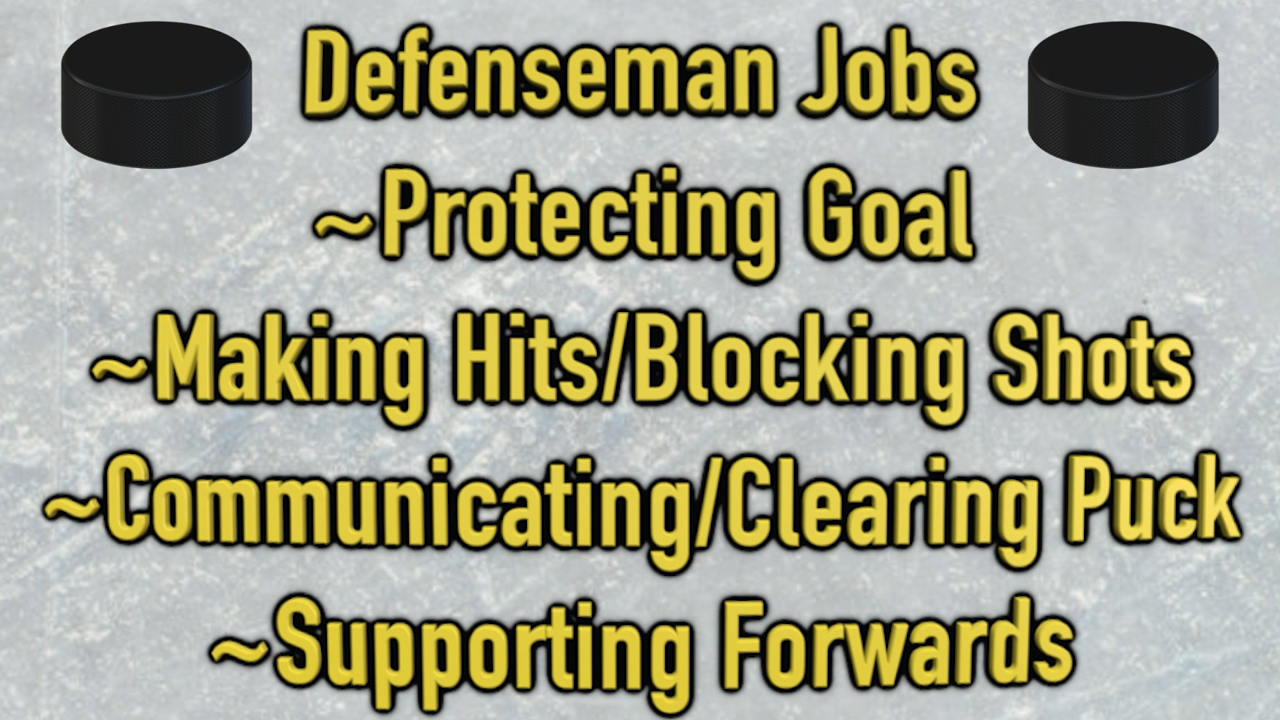 Defenseman Jobs
~Protecting Goal
~Making Hits/Blocking Shots
~Communicating/Clearing Puck
~Supporting Forwards